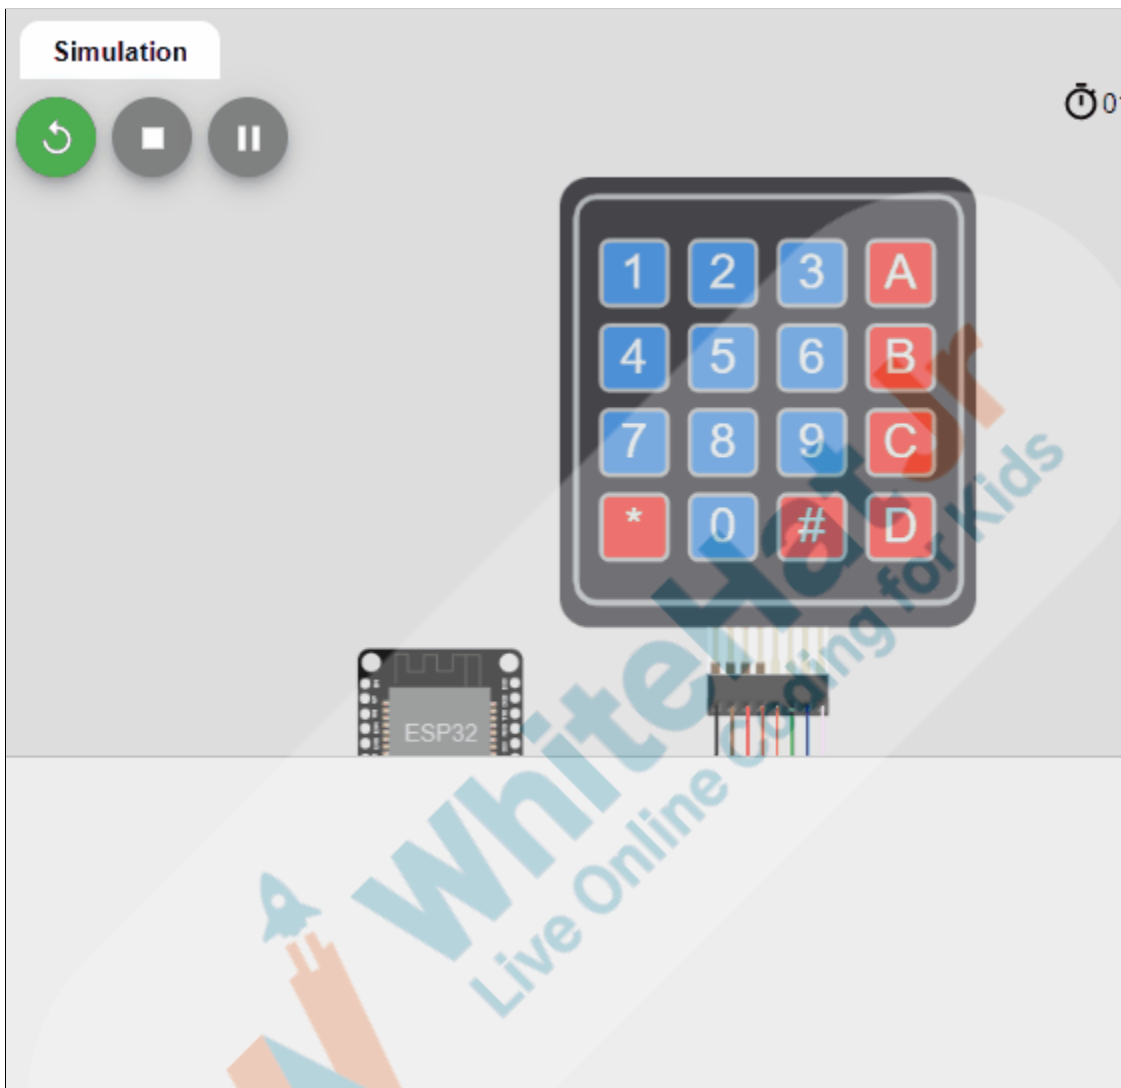 Simulation
01
1 2 3 A
4 5 6 B
7 8 9 C
* 0 # D
ESP32
WhiteHat Jr
Live Online Coding for Kids